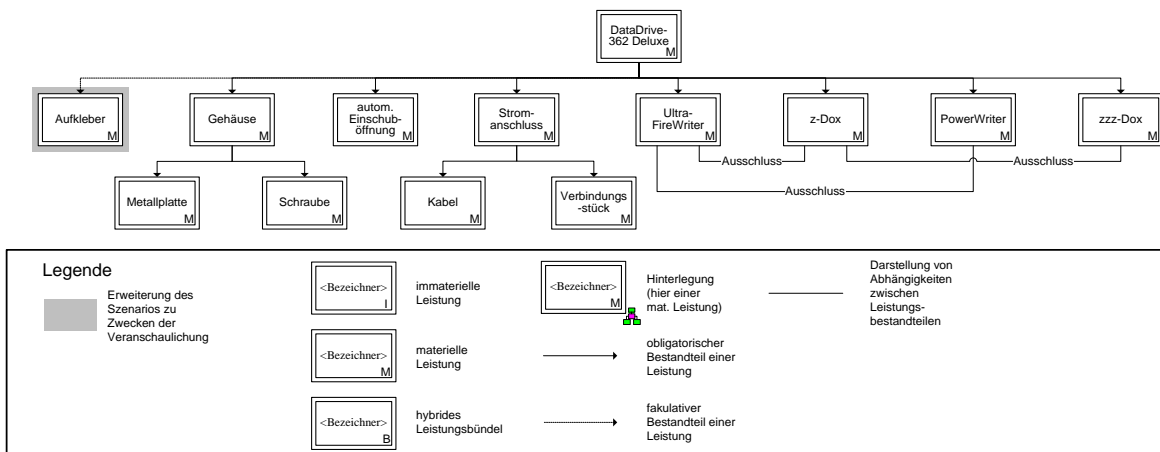 DataDrive-
362 Deluxe
M
Aufkleber
M
Gehäuse
M
autom.
Einschub-
öffnung
M
Strom-
anschluss
M
Ultra-
FireWriter
M
z-Dox
M
PowerWriter
M
zzz-Dox
M
Ausschluss
Ausschluss
Ausschluss
Metallplatte
M
Schraube
M
Kabel
M
Verbindungs
-stück
M
Legende
Erweiterung des
Szenarios zu
Zwecken der
Veranschaulichung
<Bezeichner>
I
immaterielle
Leistung
<Bezeichner>
M
materielle
Leistung
<Bezeichner>
B
hybrides
Leistungsbündel
<Bezeichner>
M
Hinterlegung
(hier einer
mat. Leistung)
obligatorischer
Bestandteil einer
Leistung
fakulativer
Bestandteil einer
Leistung
Darstellung von
Abhängigkeiten
zwischen
Leistungs-
bestandteilen